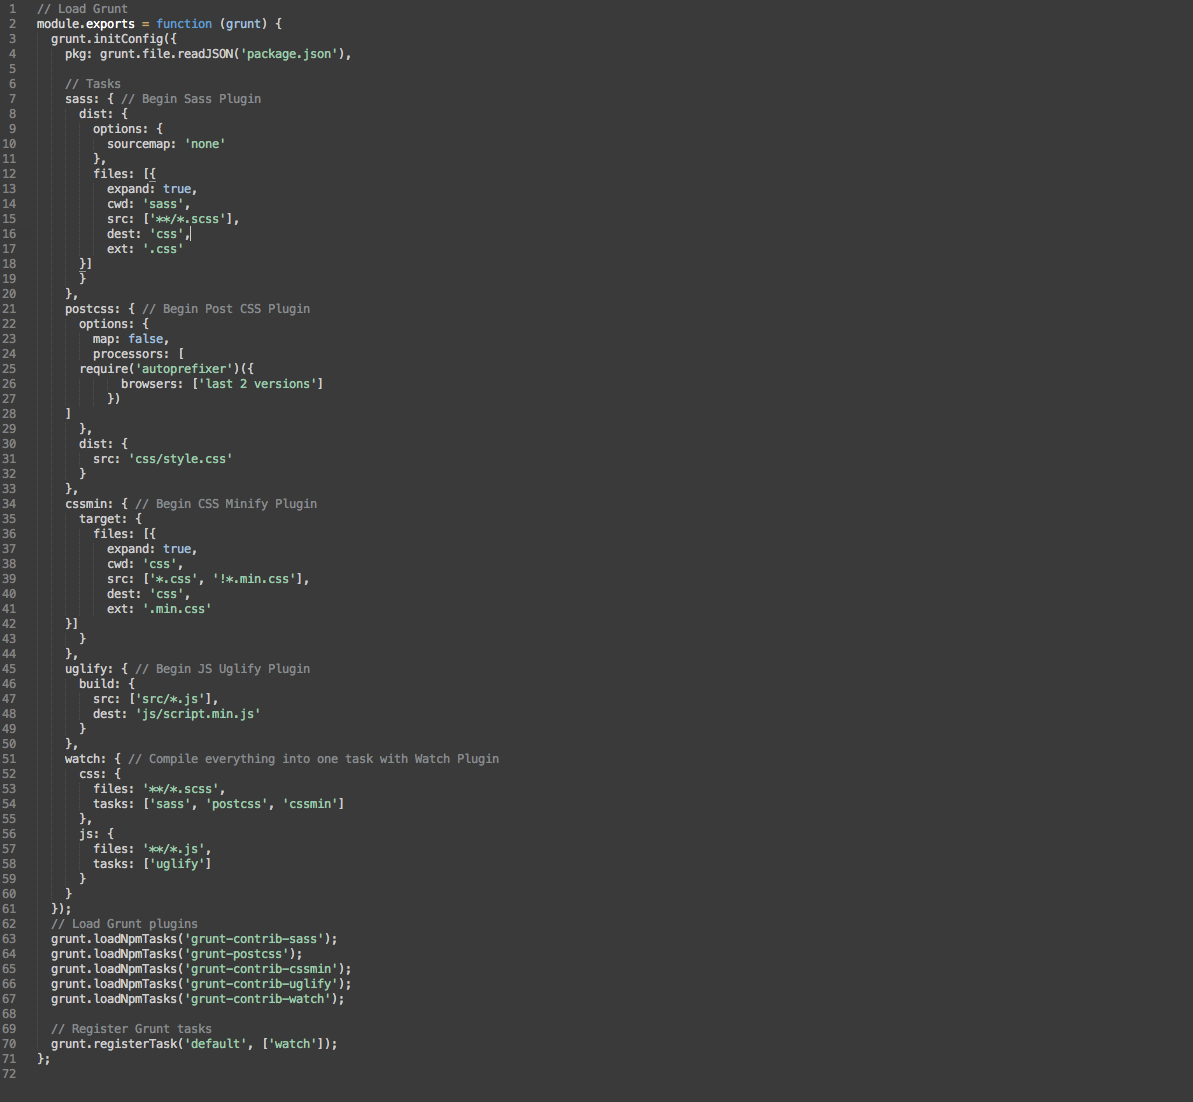 1 // Load Grunt
2 module.exports = function (grunt) {
3   grunt.initConfig({
4     pkg: grunt.file.readJSON('package.json'),
5
6     // Tasks
7     sass: { // Begin Sass Plugin
8       dist: {
9         options: {
10           sourcemap: 'none'
11         },
12         files: [{
13           expand: true,
14           cwd: 'sass',
15           src: ['**/*.scss'],
16           dest: 'css',
17           ext: '.css'
18       }]
19       }
20     },
21     postcss: { // Begin Post CSS Plugin
22       options: {
23         map: false,
24         processors: [
25       require('autoprefixer')({
26             browsers: ['last 2 versions']
27           })
28     ]
29       },
30       dist: {
31         src: 'css/style.css'
32       }
33     },
34     cssmin: { // Begin CSS Minify Plugin
35       target: {
36         files: [{
37           expand: true,
38           cwd: 'css',
39           src: ['*.css', '!*.min.css'],
40           dest: 'css',
41           ext: '.min.css'
42     }]
43       }
44     },
45     uglify: { // Begin JS Uglify Plugin
46       build: {
47         src: ['src/*.js'],
48         dest: 'js/script.min.js'
49       }
50     },
51     watch: { // Compile everything into one task with Watch Plugin
52       css: {
53         files: '**/*.scss',
54         tasks: ['sass', 'postcss', 'cssmin']
55       },
56       js: {
57         files: '**/*.js',
58         tasks: ['uglify']
59       }
60     }
61   });
62   // Load Grunt plugins
63   grunt.loadNpmTasks('grunt-contrib-sass');
64   grunt.loadNpmTasks('grunt-postcss');
65   grunt.loadNpmTasks('grunt-contrib-cssmin');
66   grunt.loadNpmTasks('grunt-contrib-uglify');
67   grunt.loadNpmTasks('grunt-contrib-watch');
68
69   // Register Grunt tasks
70   grunt.registerTask('default', ['watch']);
71 };
72